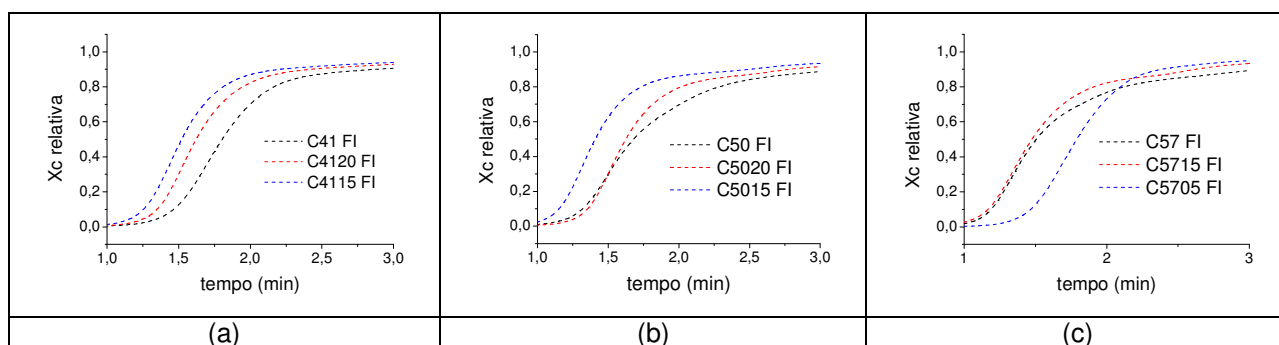 1,0
0,8
0,6
0,4
0,2
0,0
Xc relativa
C41 FI
C4120 FI
C4115 FI
1,0 1,5 2,0 2,5 3,0
tempo (min)
1,0
0,8
0,6
0,4
0,2
0,0
Xc relativa
C50 FI
C5020 FI
C5015 FI
1,0 1,5 2,0 2,5 3,0
tempo (min)
1,0
0,8
0,6
0,4
0,2
0,0
Xc relativa
C57 FI
C5715 FI
C5705 FI
1 2 3
tempo (min)
(a) (b) (c)